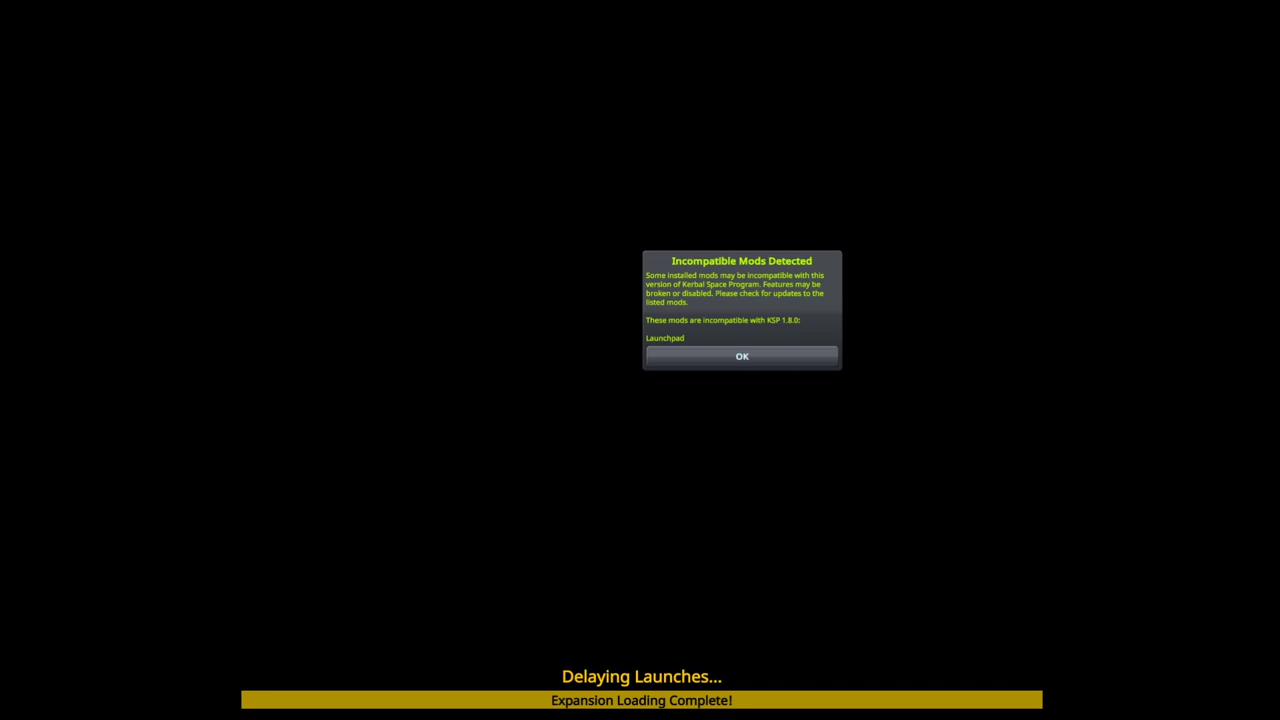 Incompatible Mods Detected
Some installed mods may be incompatible with this
version of Kerbal Space Program. Features may be
broken or disabled. Please check for updates to the
listed mods.
These mods are incompatible with KSP 1.8.0:
Launchpad
OK
Delaying Launches...
Expansion Loading Complete!